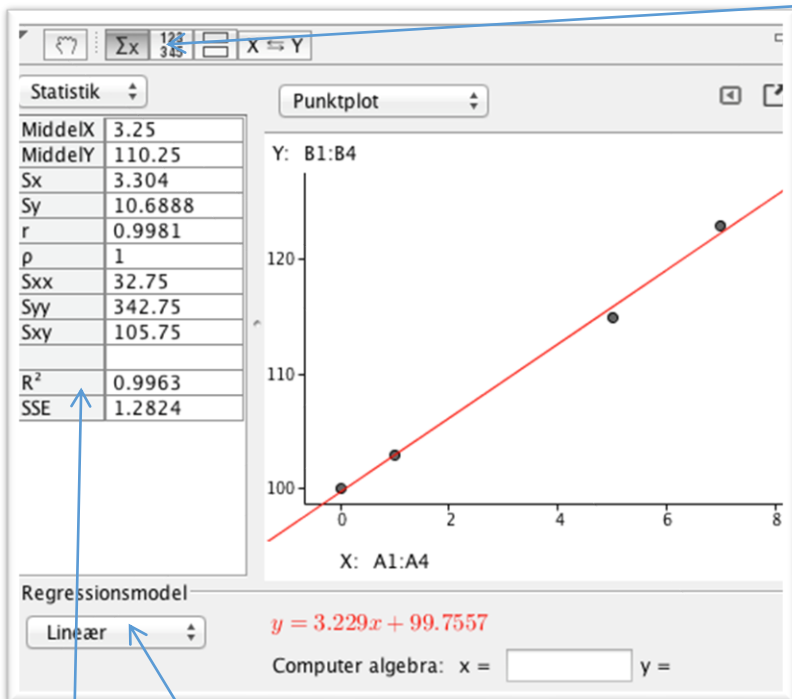 Σx 123 345 X ⇆ Y
Statistik
Punktplot
MiddelX 3.25
MiddelY 110.25
Sx 3.304
Sy 10.6888
r 0.9981
ρ 1
Sxx 32.75
Syy 342.75
Sxy 105.75
R² 0.9963
SSE 1.2824
Y: B1:B4
120
110
100
0 2 4 6 8
X: A1:A4
Regressionsmodel
Lineær
y = 3.229x + 99.7557
Computer algebra: x = y =